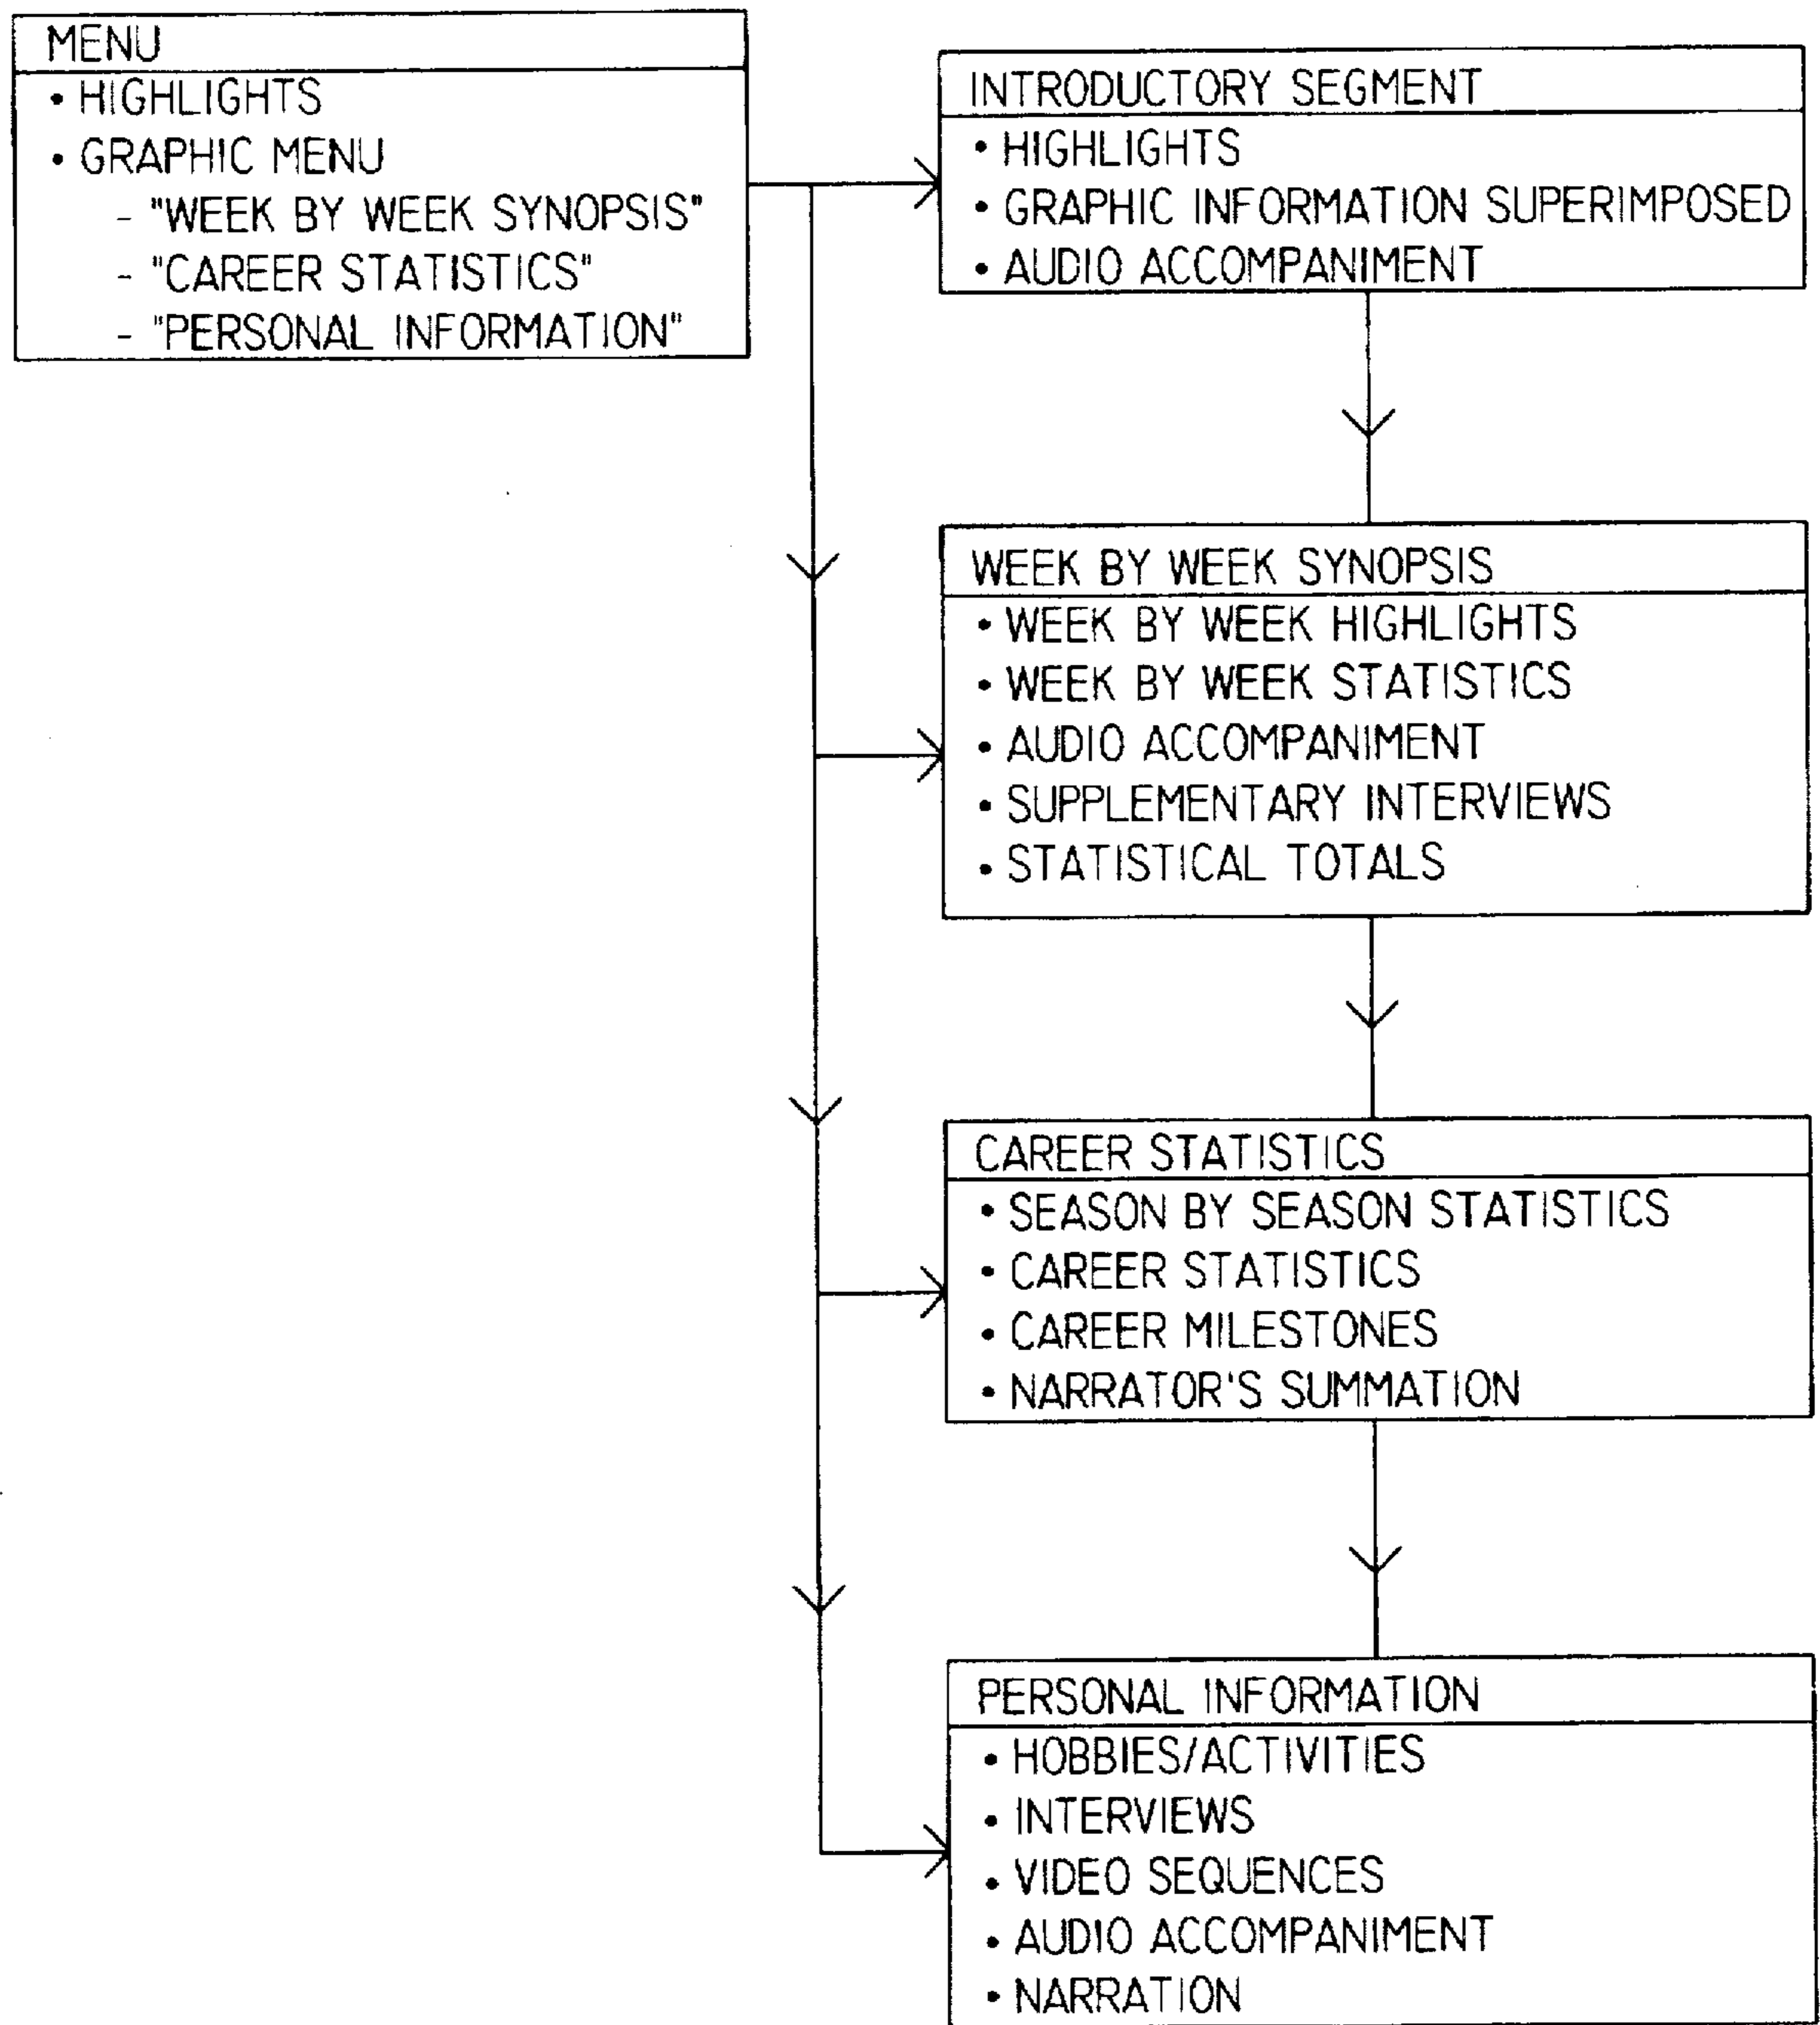 MENU
• HIGHLIGHTS
• GRAPHIC MENU
- "WEEK BY WEEK SYNOPSIS"
- "CAREER STATISTICS"
- "PERSONAL INFORMATION"
INTRODUCTORY SEGMENT
• HIGHLIGHTS
• GRAPHIC INFORMATION SUPERIMPOSED
• AUDIO ACCOMPANIMENT
WEEK BY WEEK SYNOPSIS
• WEEK BY WEEK HIGHLIGHTS
• WEEK BY WEEK STATISTICS
• AUDIO ACCOMPANIMENT
• SUPPLEMENTARY INTERVIEWS
• STATISTICAL TOTALS
CAREER STATISTICS
• SEASON BY SEASON STATISTICS
• CAREER STATISTICS
• CAREER MILESTONES
• NARRATOR'S SUMMATION
PERSONAL INFORMATION
• HOBBIES/ACTIVITIES
• INTERVIEWS
• VIDEO SEQUENCES
• AUDIO ACCOMPANIMENT
• NARRATION